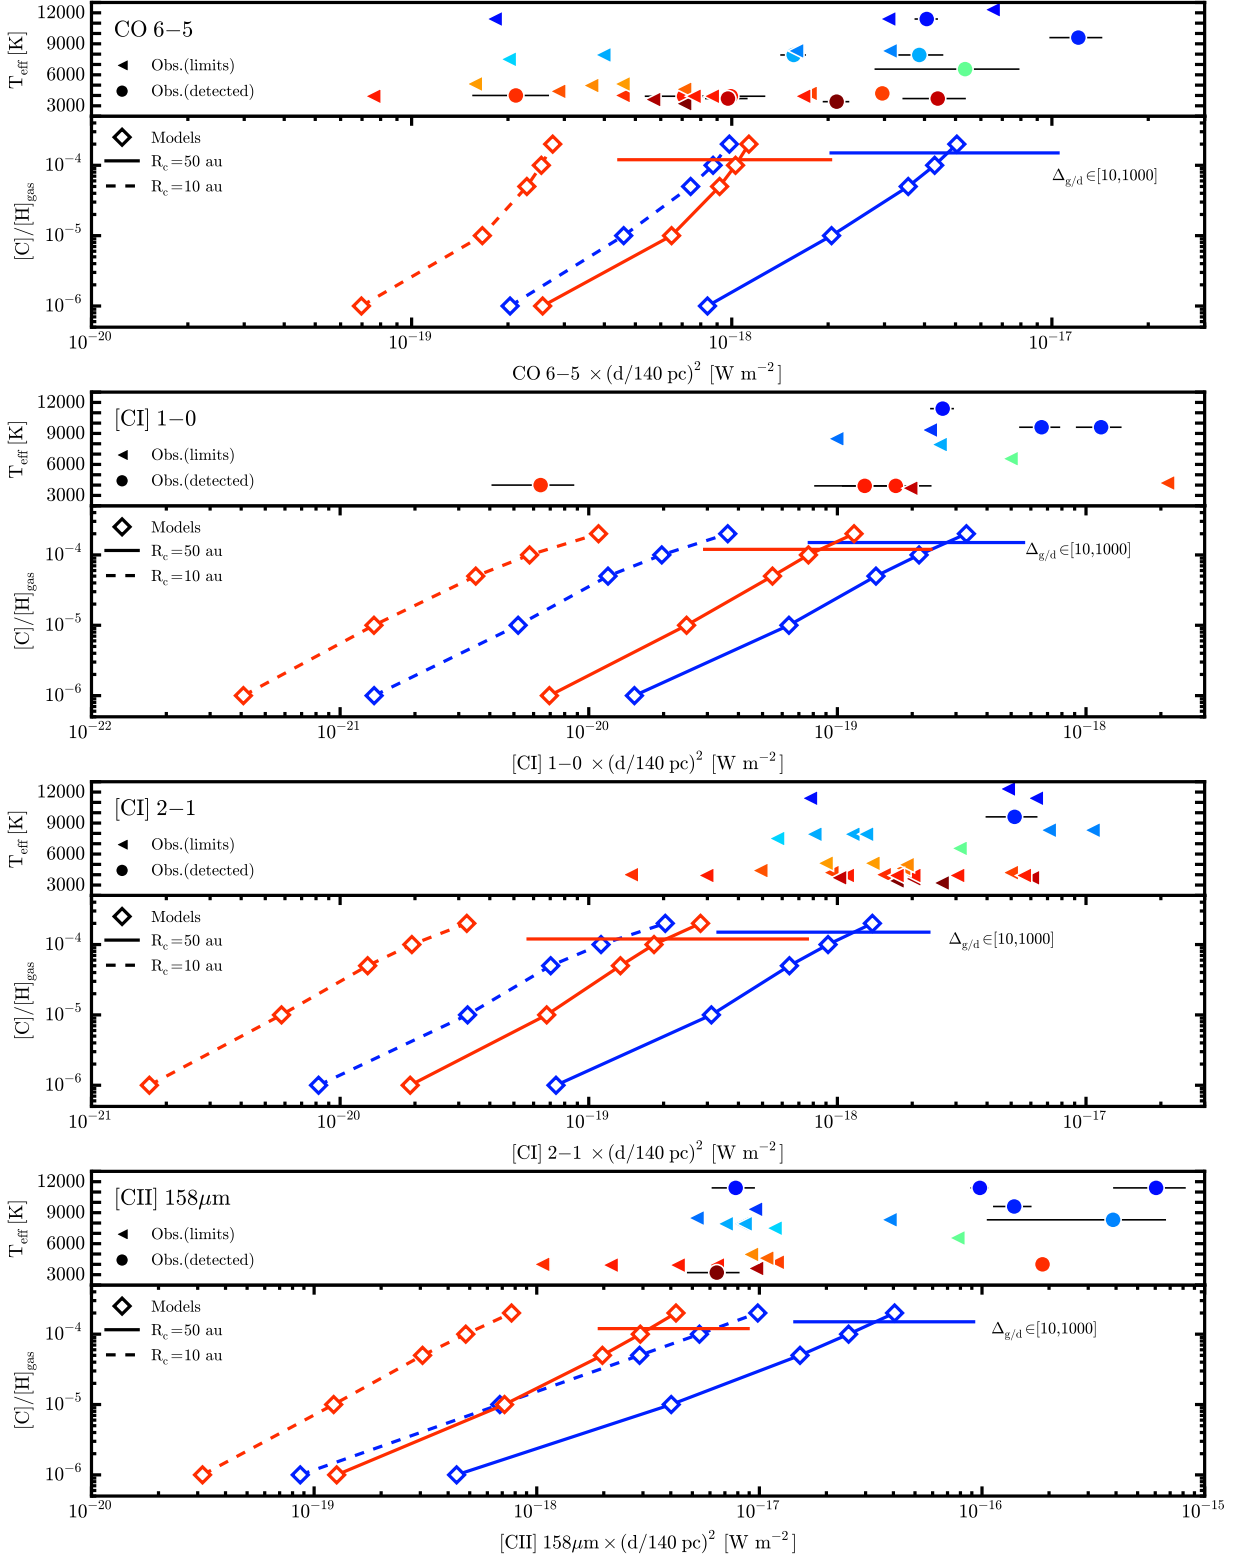 CO 6−5
Obs.(limits)
Obs.(detected)
T_eff [K]
12000
9000
6000
3000
Models
R_c=50 au
R_c=10 au
Δ_g/d∈[10,1000]
[C]/[H]_gas
10^−4
10^−5
10^−6
10^−20 10^−19 10^−18 10^−17
CO 6−5 ×(d/140 pc)^2 [W m^−2]
[CI] 1−0
Obs.(limits)
Obs.(detected)
T_eff [K]
12000
9000
6000
3000
Models
R_c=50 au
R_c=10 au
Δ_g/d∈[10,1000]
[C]/[H]_gas
10^−4
10^−5
10^−6
10^−22 10^−21 10^−20 10^−19 10^−18
[CI] 1−0 ×(d/140 pc)^2 [W m^−2]
[CI] 2−1
Obs.(limits)
Obs.(detected)
T_eff [K]
12000
9000
6000
3000
Models
R_c=50 au
R_c=10 au
Δ_g/d∈[10,1000]
[C]/[H]_gas
10^−4
10^−5
10^−6
10^−21 10^−20 10^−19 10^−18 10^−17
[CI] 2−1 ×(d/140 pc)^2 [W m^−2]
[CII] 158μm
Obs.(limits)
Obs.(detected)
T_eff [K]
12000
9000
6000
3000
Models
R_c=50 au
R_c=10 au
Δ_g/d∈[10,1000]
[C]/[H]_gas
10^−4
10^−5
10^−6
10^−20 10^−19 10^−18 10^−17 10^−16 10^−15
[CII] 158μm×(d/140 pc)^2 [W m^−2]